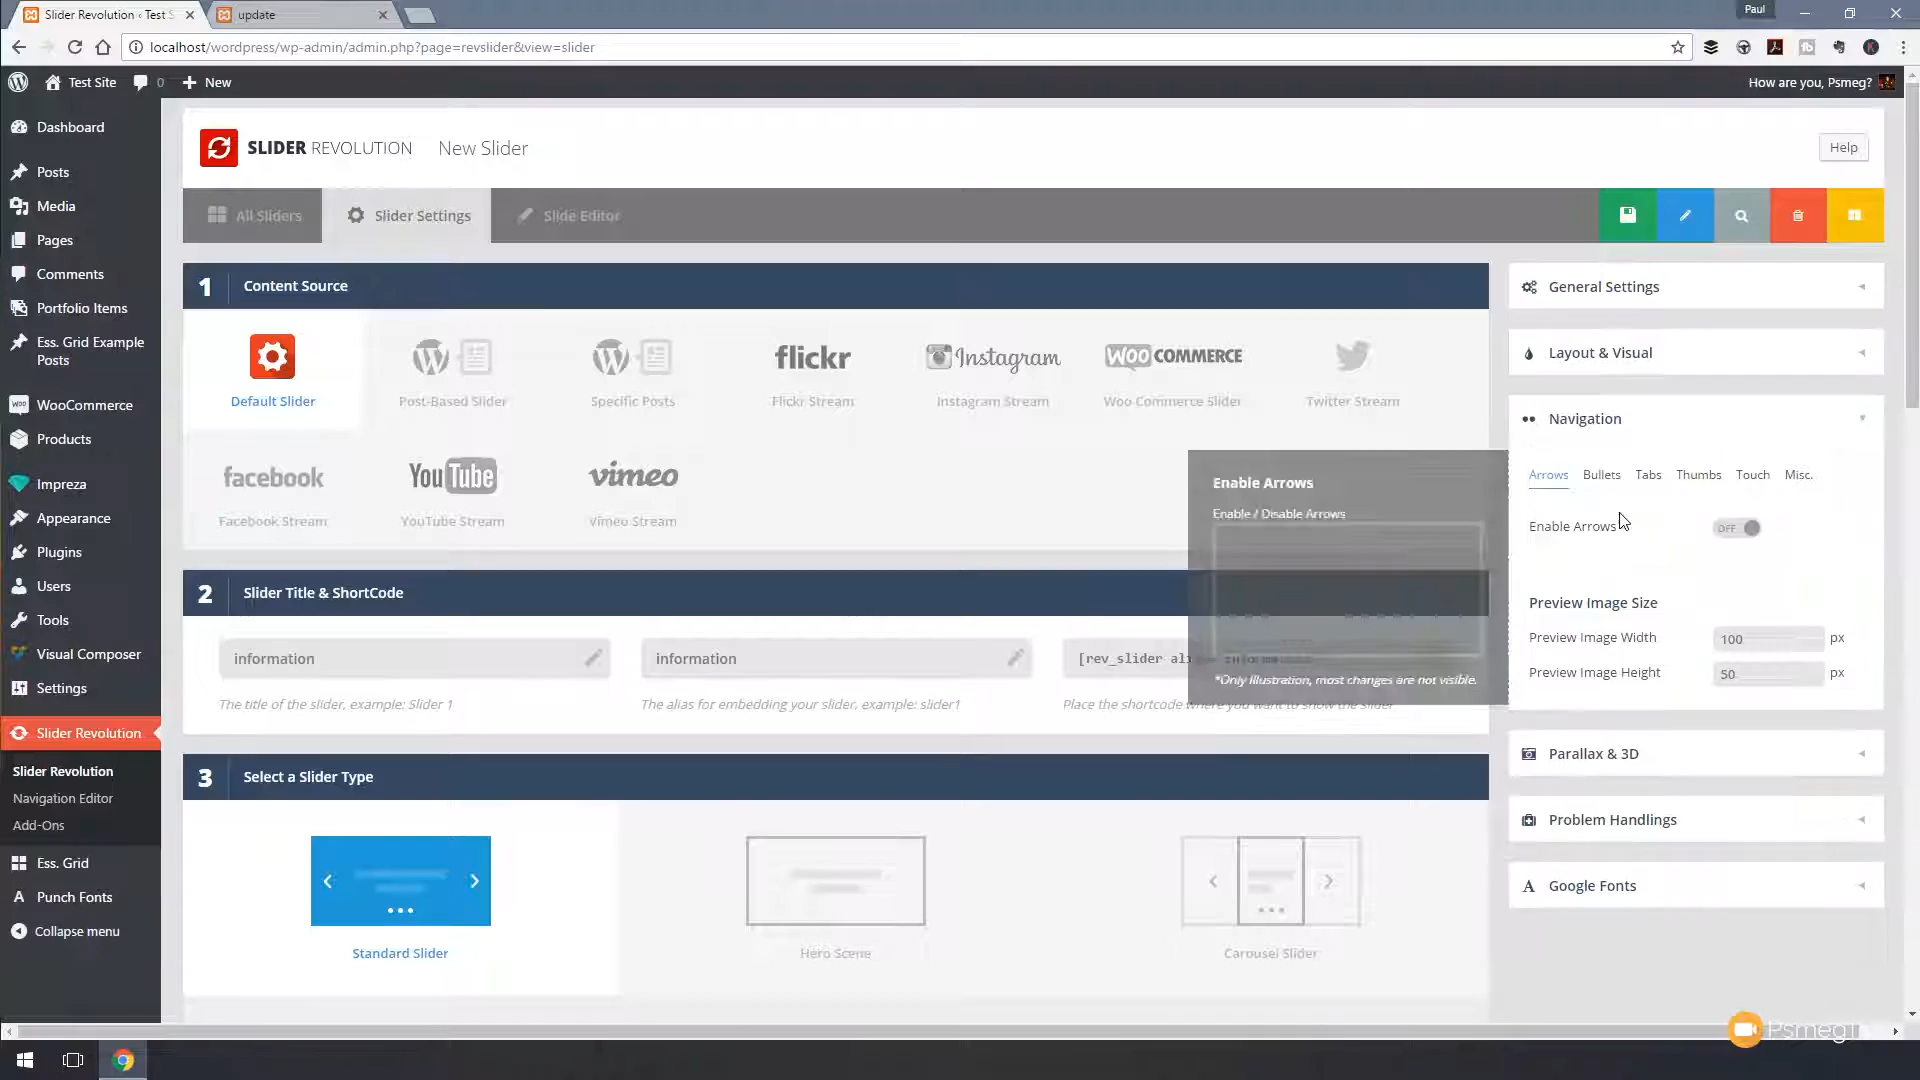 Slider Revolution ‹ Test S
update
Paul
localhost/wordpress/wp-admin/admin.php?page=revslider&view=slider
Test Site
0
New
How are you, Psmeg?
Dashboard
Posts
Media
Pages
Comments
Portfolio Items
Ess. Grid Example
Posts
WooCommerce
Products
Impreza
Appearance
Plugins
Users
Tools
Visual Composer
Settings
Slider Revolution
Slider Revolution
Navigation Editor
Add-Ons
Ess. Grid
Punch Fonts
Collapse menu
SLIDER REVOLUTION New Slider
Help
All Sliders
Slider Settings
Slide Editor
1 Content Source
flickr
Instagram
WOO COMMERCE
Default Slider
Post-Based Slider
Specific Posts
Flickr Stream
Instagram Stream
Woo Commerce Slider
Twitter Stream
facebook
YouTube
vimeo
Facebook Stream
YouTube Stream
Vimeo Stream
Enable Arrows
Enable / Disable Arrows
*Only Illustration, most changes are not visible.
2 Slider Title & ShortCode
information
information
[rev_slider
The title of the slider, example: Slider 1
The alias for embedding your slider, example: slider1
Place the shortcode where you want to show the slider
3 Select a Slider Type
Standard Slider
Hero Scene
Carousel Slider
General Settings
Layout & Visual
Navigation
Arrows Bullets Tabs Thumbs Touch Misc.
Enable Arrows
OFF
Preview Image Size
Preview Image Width 100 px
Preview Image Height 50 px
Parallax & 3D
Problem Handlings
Google Fonts